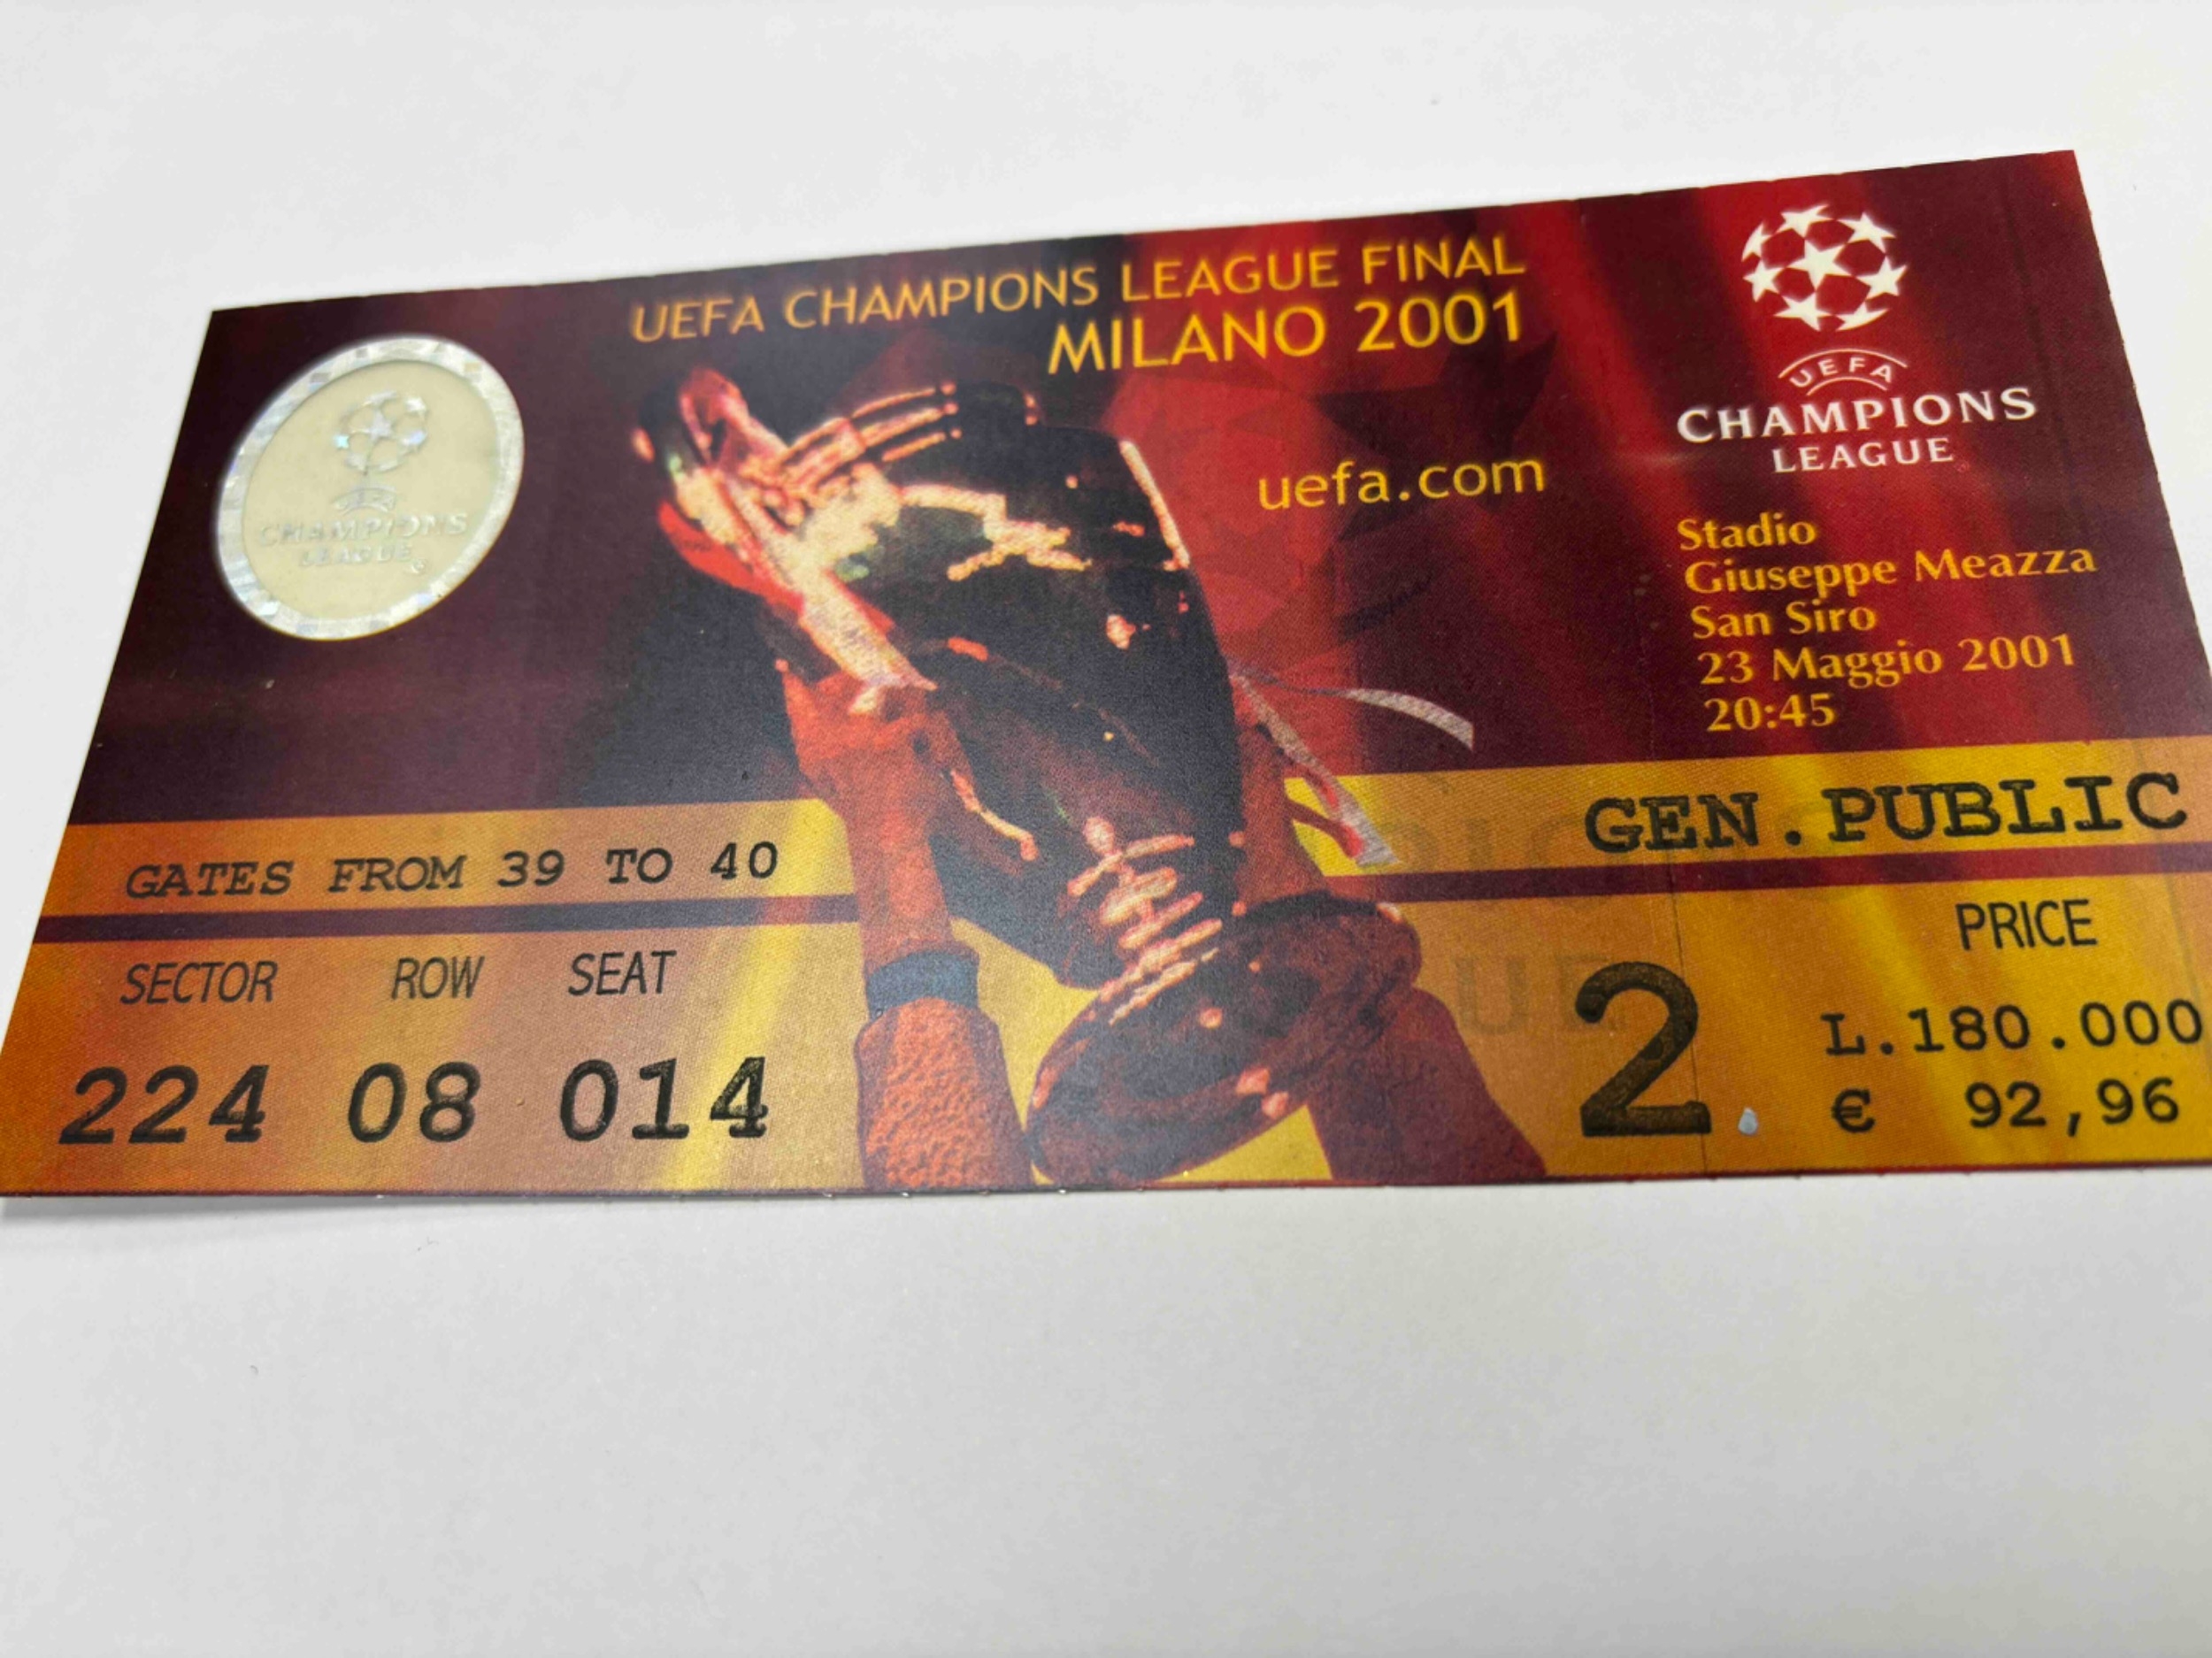 UEFA CHAMPIONS LEAGUE FINAL
MILANO 2001
uefa.com
CHAMPIONS
LEAGUE
UEFA
CHAMPIONS
LEAGUE
Stadio
Giuseppe Meazza
San Siro
23 Maggio 2001
20:45
GATES FROM 39 TO 40
SECTOR ROW SEAT
224 08 014
GEN.PUBLIC
PRICE
2.
L.180.000
€ 92,96